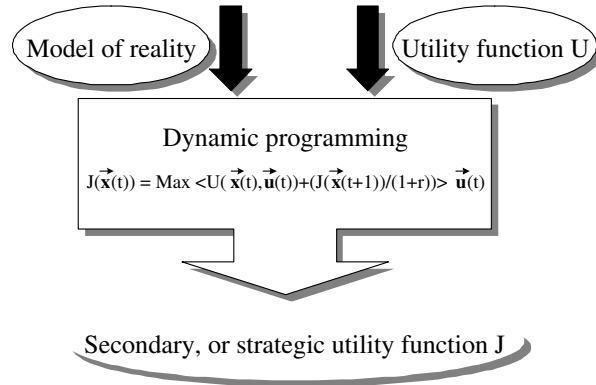 Model of reality
Utility function U
Dynamic programming
J(x⃗(t)) = Max <U( x⃗(t),u⃗(t))+(J(x⃗(t+1))/(1+r))> u⃗(t)
Secondary, or strategic utility function J